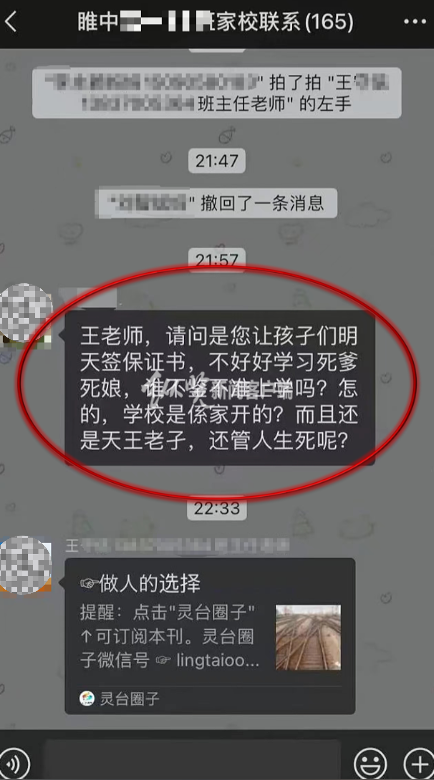 睢中
家校联系(165)
" 拍了拍 "王
班主任老师" 的左手
21:47
" 撤回了一条消息
21:57
王老师，请问是您让孩子们明
天签保证书，不好好学习死爹
死娘，谁不签不准上学吗？怎
的，学校是你家开的？而且还
是天王老子，还管人生死呢？
22:33
王
☞做人的选择
提醒：点击"灵台圈子"
↑可订阅本刊。灵台圈
子微信号 ☞ lingtaioo...
灵台圈子